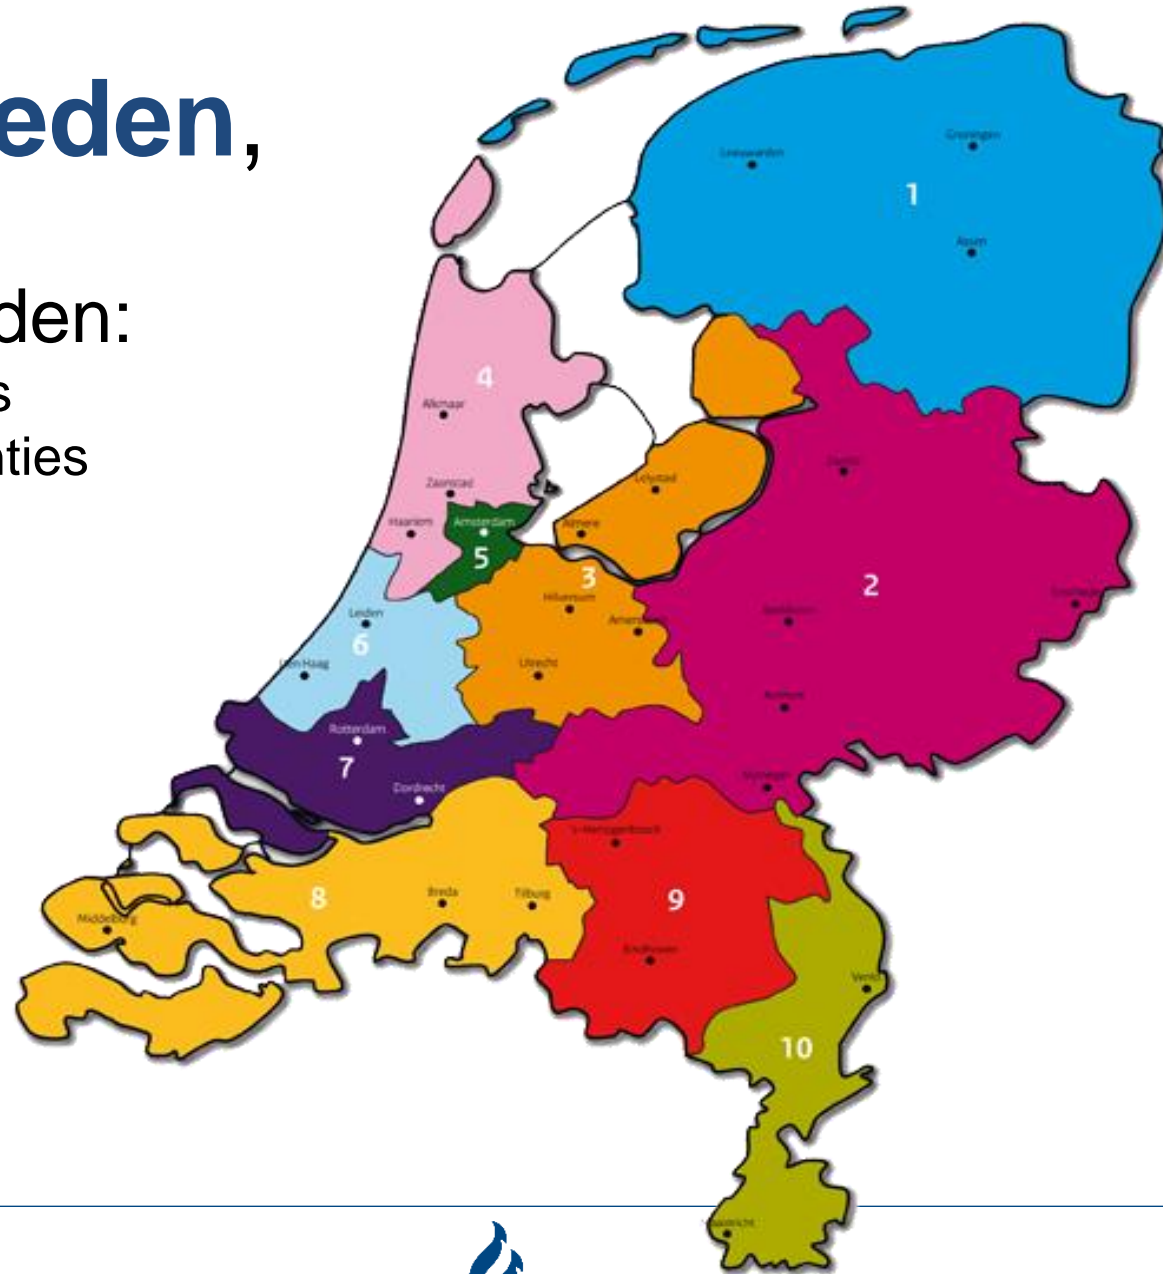 eden,
den:
s
nties
Groningen
Leeuwarden
1
Assen
4
Alkmaar
Zwolle
Zaanstad
Lelystad
Haarlem
Amsterdam
Almere
5
3
2
Hilversum
Leiden
Apeldoorn
6
Den Haag
Utrecht
Arnhem
Rotterdam
7
Nijmegen
Dordrecht
's-Hertogenbosch
8
Breda
Tilburg
9
Middelburg
Eindhoven
Venlo
10
Maastricht